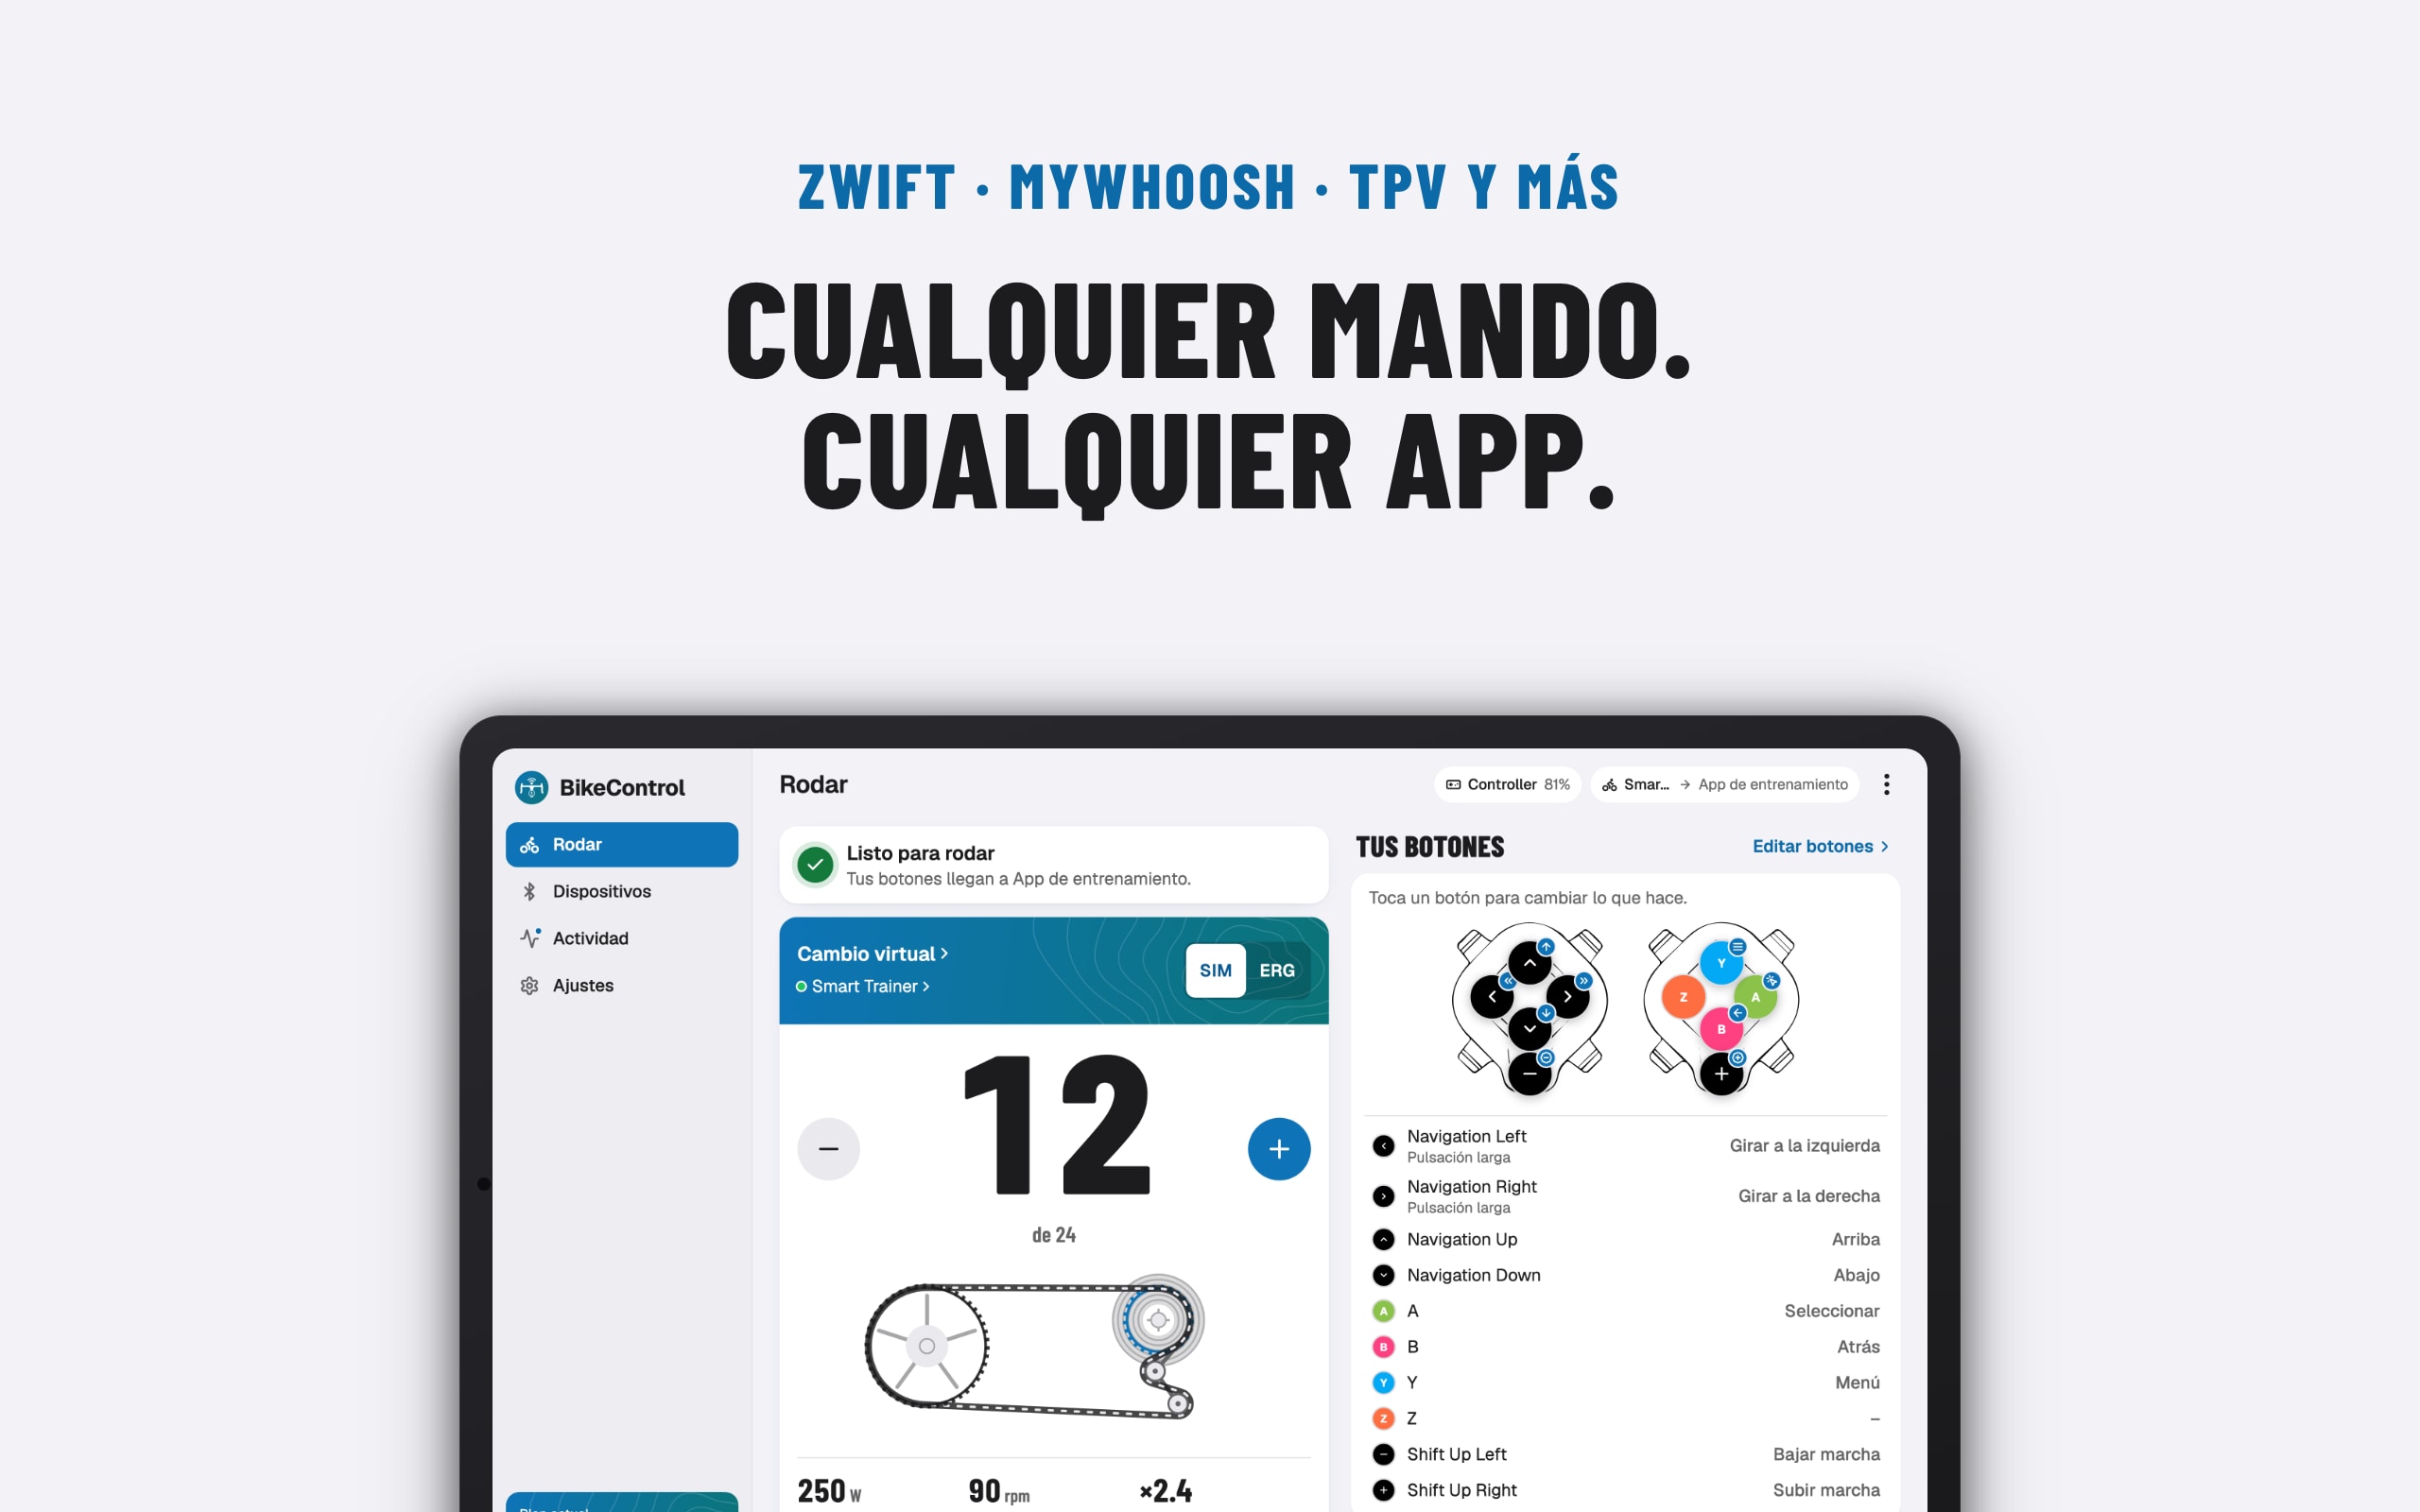 ZWIFT · MYWHOOSH · TPV Y MÁS
CUALQUIER MANDO.
CUALQUIER APP.
BikeControl
Rodar
Dispositivos
Actividad
Ajustes
Rodar
Controller 81%
Smar... → App de entrenamiento
Listo para rodar
Tus botones llegan a App de entrenamiento.
Cambio virtual
Smart Trainer
SIM
ERG
12
de 24
250 W
90 rpm
×2.4
TUS BOTONES
Editar botones
Toca un botón para cambiar lo que hace.
Y
Z
A
B
Navigation Left
Pulsación larga
Girar a la izquierda
Navigation Right
Pulsación larga
Girar a la derecha
Navigation Up
Arriba
Navigation Down
Abajo
A A
Seleccionar
B B
Atrás
Y Y
Menú
Z Z
–
Shift Up Left
Bajar marcha
Shift Up Right
Subir marcha